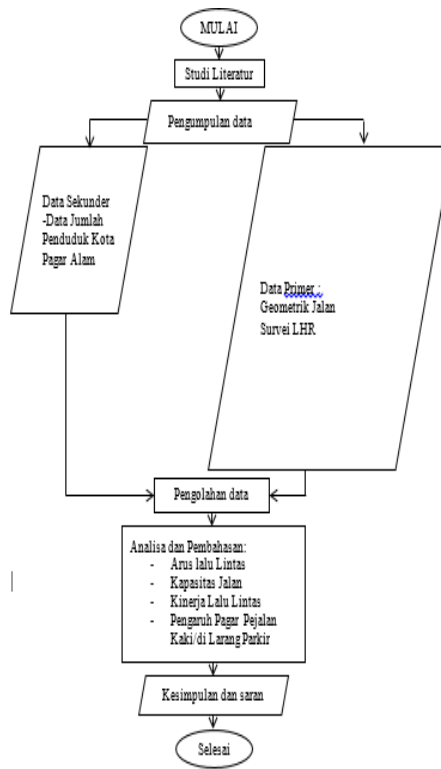 MULAI
Studi Literatur
Pengumpulan data
Data Sekunder
-Data Jumlah
Penduduk Kota
Pagar Alam
Data Primer :
Geometrik Jalan
Survei LHR
Pengolahan data
Analisa dan Pembahasan:
- Arus lalu Lintas
- Kapasitas Jalan
- Kinerja Lalu Lintas
- Pengaruh Pagar Pejalan
Kaki/di Larang Parkir
Kesimpulan dan saran
Selesai